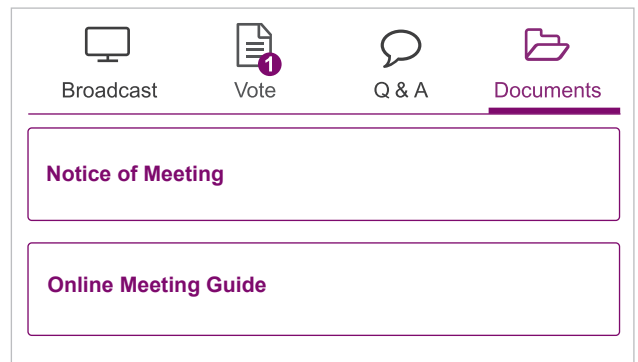 1
Broadcast
Vote
Q & A
Documents
Notice of Meeting
Online Meeting Guide